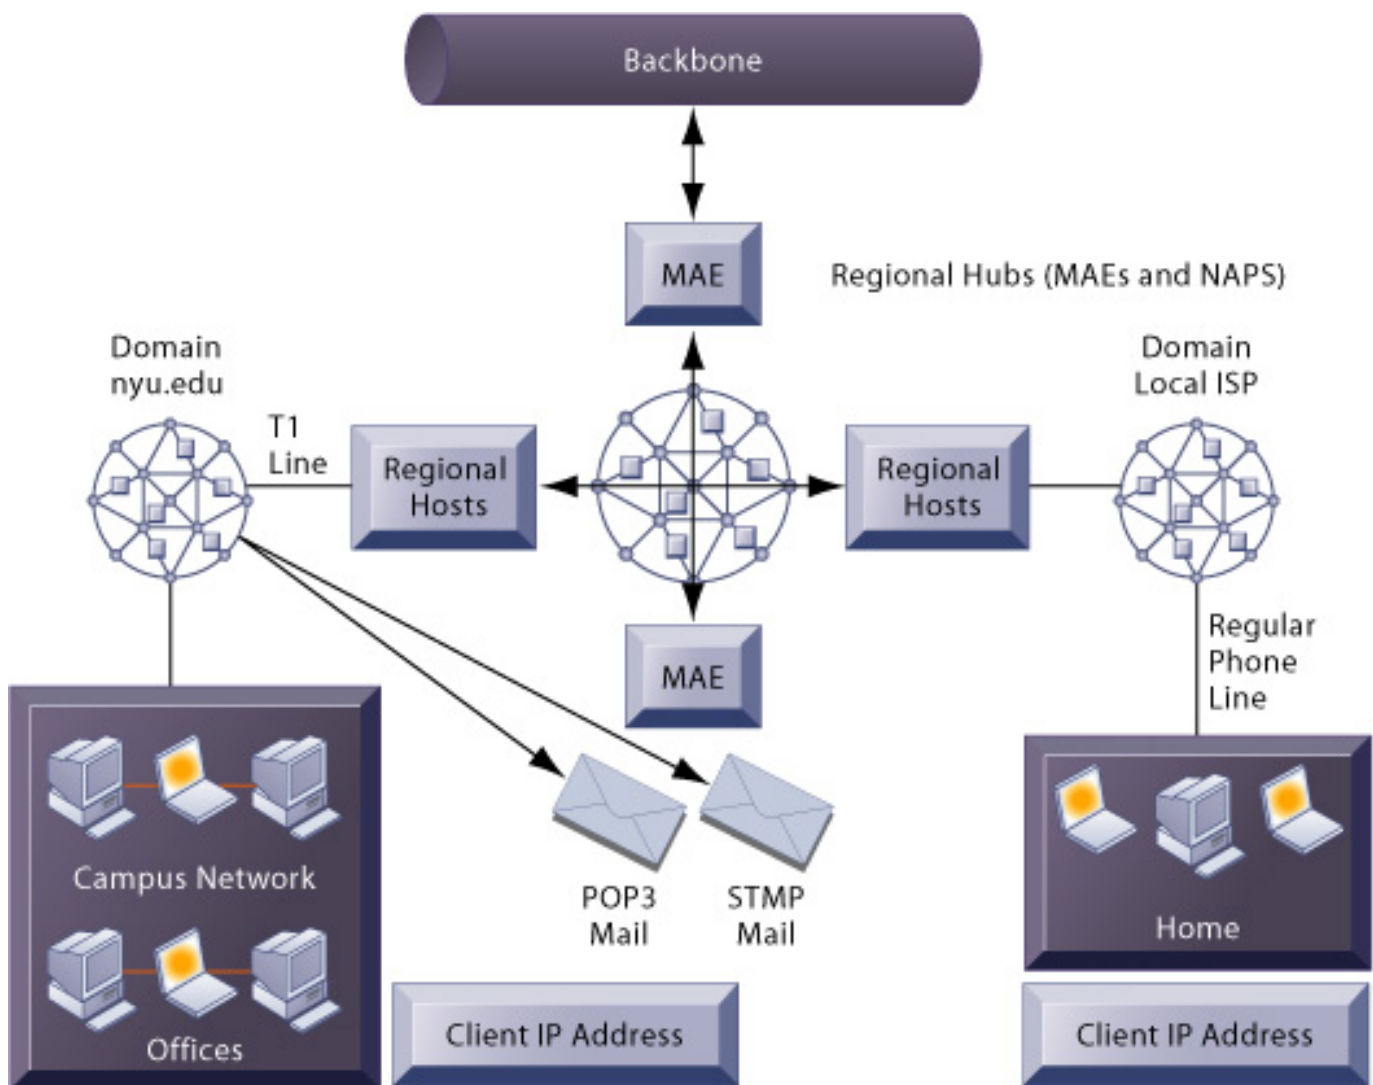 Backbone
MAE
Regional Hubs (MAEs and NAPS)
Domain
nyu.edu
Domain
Local ISP
T1
Line
Regional
Hosts
Regional
Hosts
MAE
Regular
Phone
Line
Campus Network
POP3
Mail
STMP
Mail
Home
Offices
Client IP Address
Client IP Address